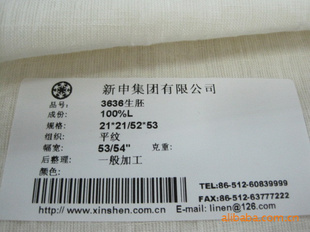 新申集团有限公司
品号: 3636生胚
成份: 100%L
规格: 21*21/52*53
组织: 平纹
幅宽: 53/54" 克重:
后整理: 一般加工
颜色:
TEL:86-512-60839999
FAX:86-512-63777222
http://www.xinshen.com.cn E-mail: linen@126.com